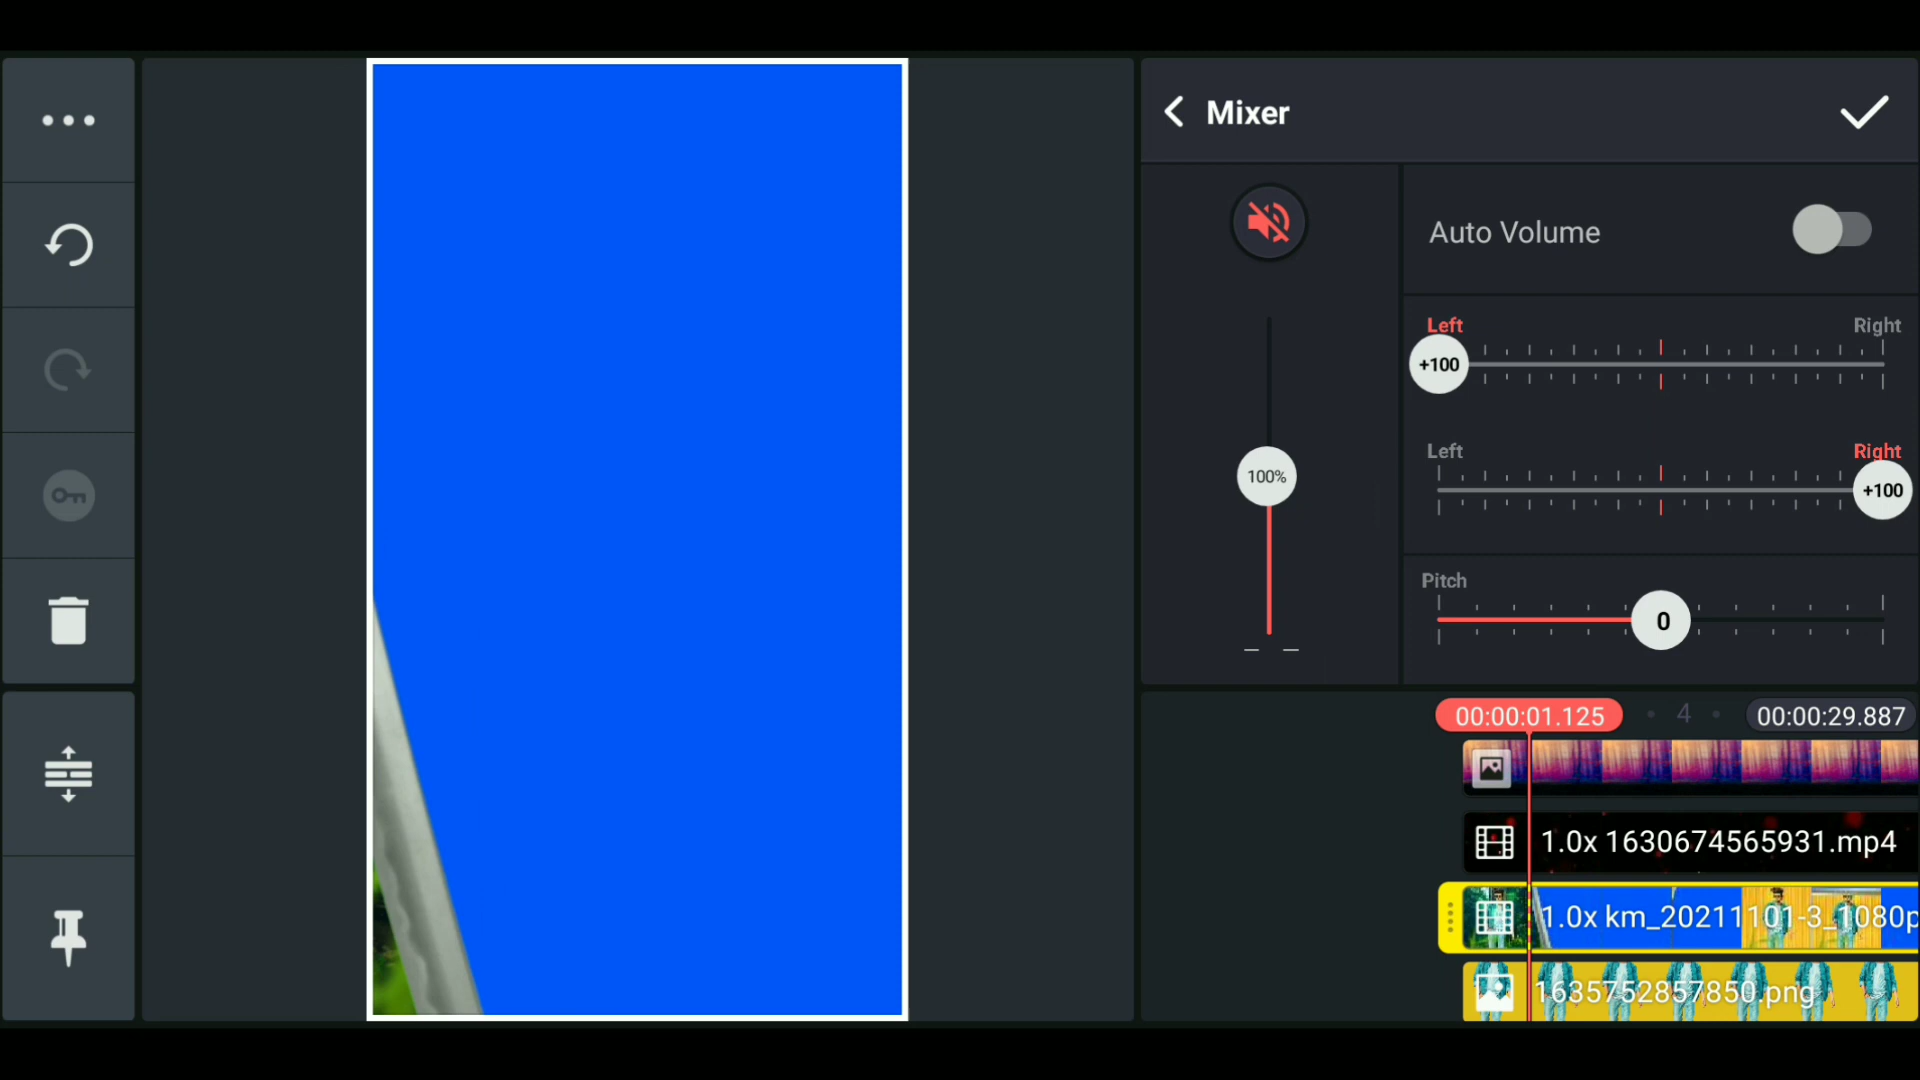 Mixer
Auto Volume
Left Right
+100
Left Right
+100
100%
Pitch
0
00:00:01.125 4 00:00:29.887
1.0x 1630674565931.mp4
1.0x km_20211101-3_1080p
1635752857850.png